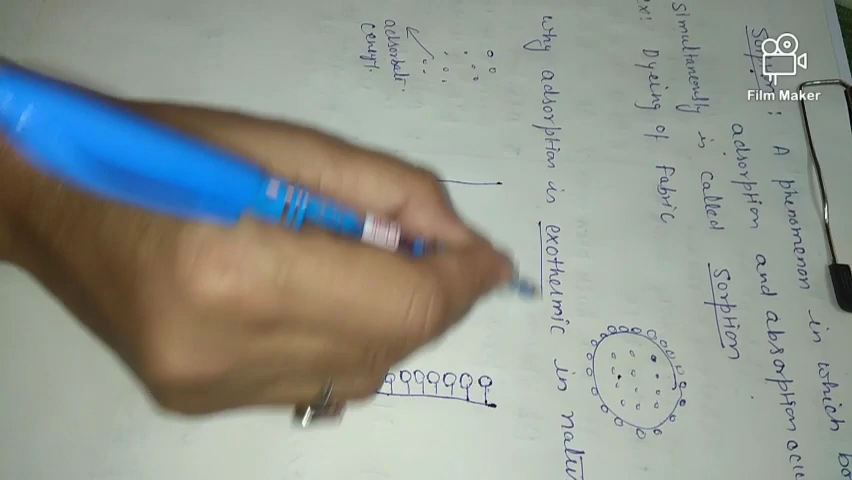 Film Maker
Sorption: A phenomenon in which bo
adsorption and absorption occu
simultaneously is called Sorption
ex: Dyeing of Fabric
why adsorption is exothermic in natu
adsorbate